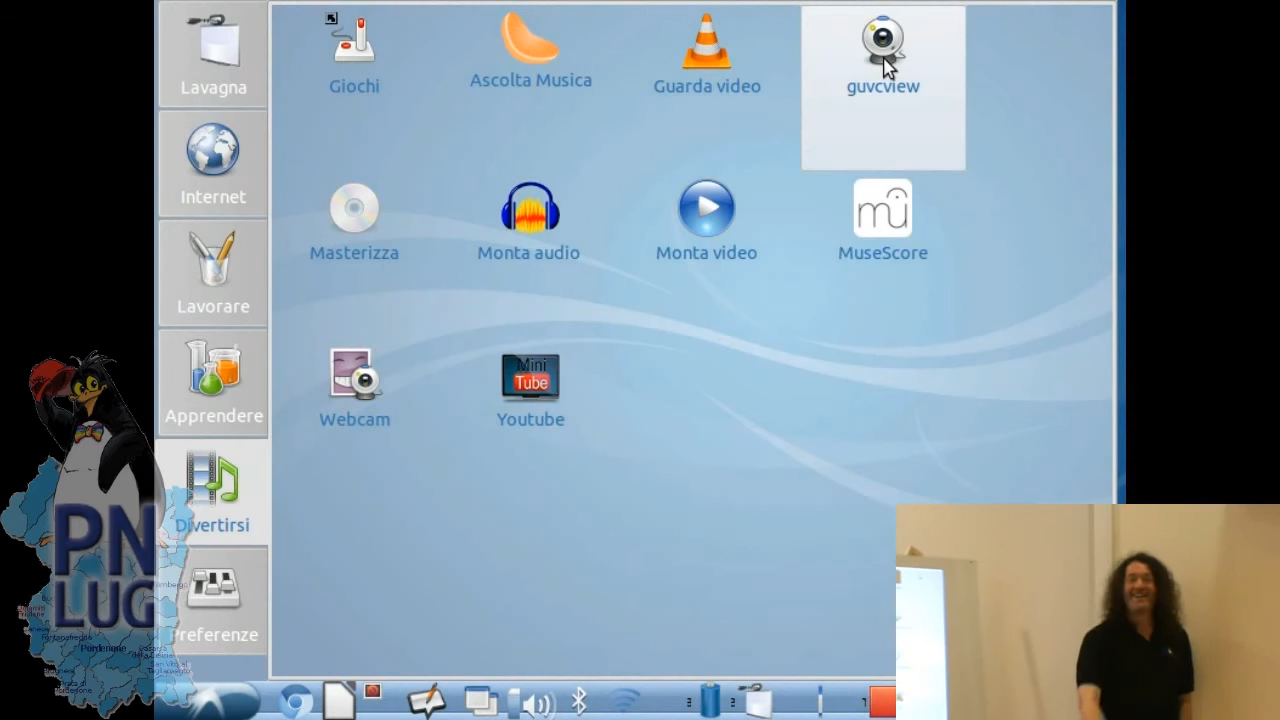 Lavagna
Internet
Lavorare
Apprendere
Divertirsi
Preferenze
Giochi
Ascolta Musica
Guarda video
guvcview
Masterizza
Monta audio
Monta video
mu
MuseScore
Webcam
Mini
Tube
Youtube
PN
LUG
Pordenone